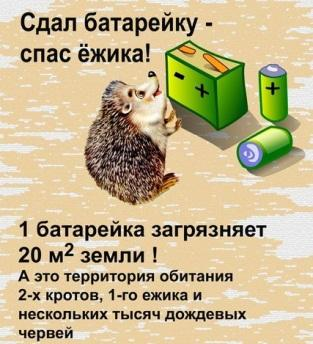 Сдал батарейку -
спас ёжика!
- +
+
1 батарейка загрязняет
20 м² земли !
А это территория обитания
2-х кротов, 1-го ежика и
нескольких тысяч дождевых
червей